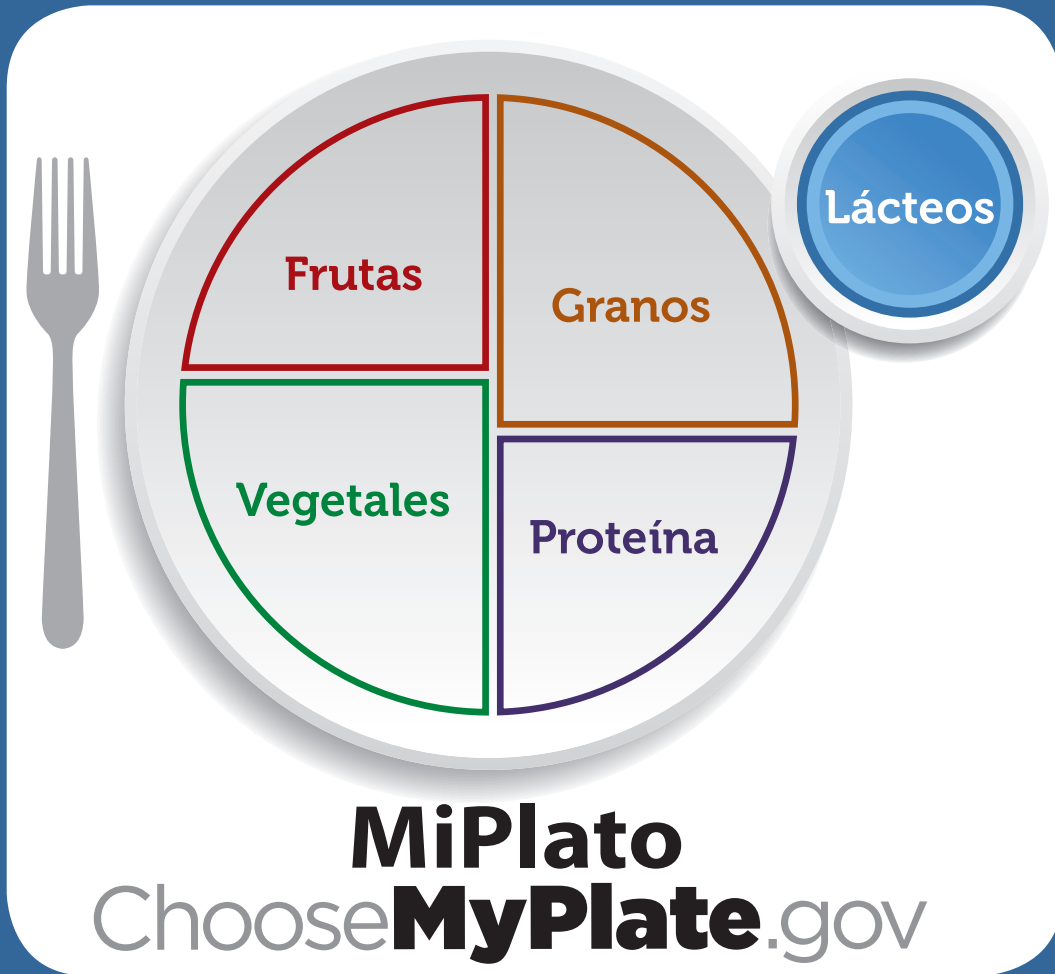 Lácteos
Frutas
Granos
Vegetales
Proteína
MiPlato
ChooseMyPlate.gov